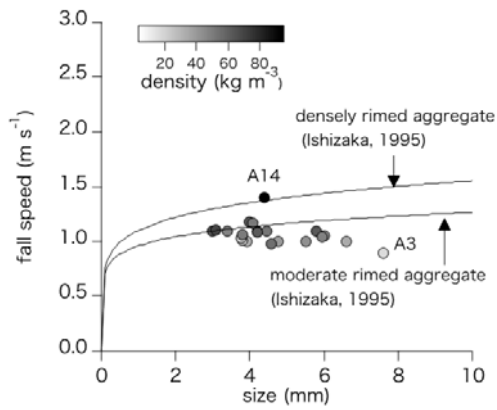 3.0
2.5
2.0
1.5
1.0
0.5
0.0
fall speed (m s⁻¹)
20 40 60 80
density (kg m⁻³)
densely rimed aggregate
(Ishizaka, 1995)
A14
A3
moderate rimed aggregate
(Ishizaka, 1995)
0 2 4 6 8 10
size (mm)